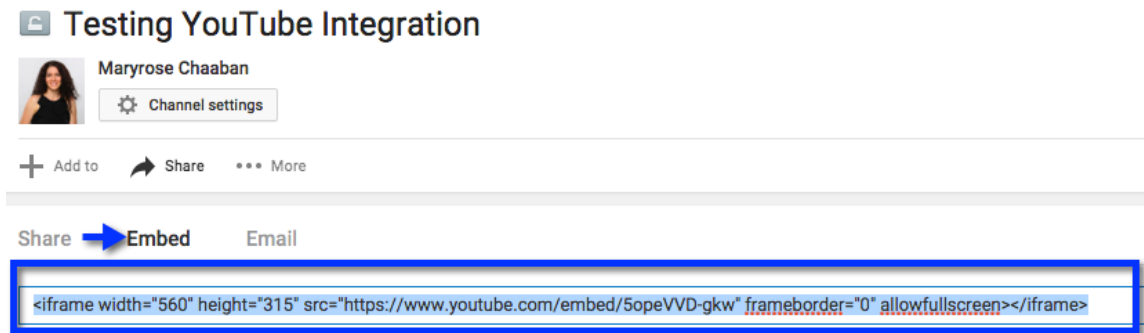 Testing YouTube Integration
Maryrose Chaaban
Channel settings
Add to Share More
Share Embed Email
<iframe width="560" height="315" src="https://www.youtube.com/embed/5opeVVD-gkw" frameborder="0" allowfullscreen></iframe>